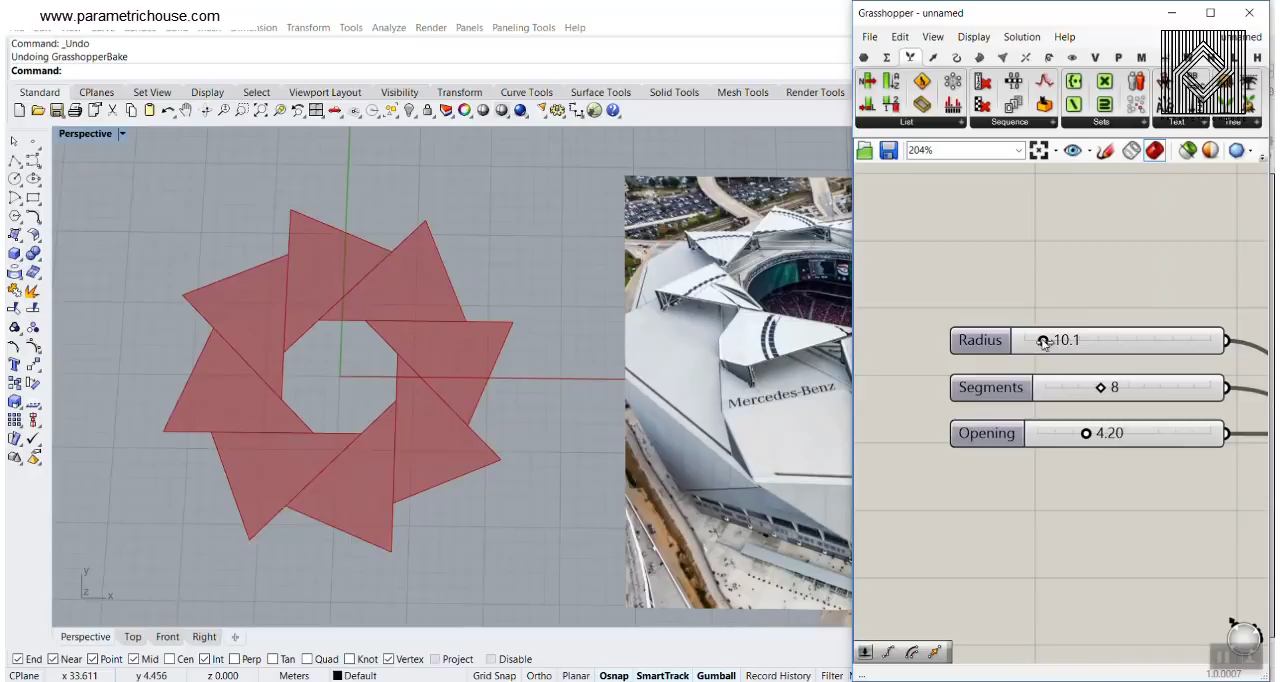 www.parametrichouse.com
Dimension Transform Tools Analyze Render Panels Paneling Tools Help
Command: _Undo
Undoing GrasshopperBake
Command:
Standard CPlanes Set View Display Select Viewport Layout Visibility Transform Curve Tools Surface Tools Solid Tools Mesh Tools Render Tools
Perspective
Mercedes-Benz
y
z x
Perspective Top Front Right
End Near Point Mid Cen Int Perp Tan Quad Knot Vertex Project Disable
CPlane x 33.611 y 4.456 z 0.000 Meters Default Grid Snap Ortho Planar Osnap SmartTrack Gumball Record History Filter
Grasshopper - unnamed
File Edit View Display Solution Help unnamed
V P M H
List Sequence Sets Text Tree
204%
Radius 10.1
Segments 8
Opening 4.20
...
1.0.0007